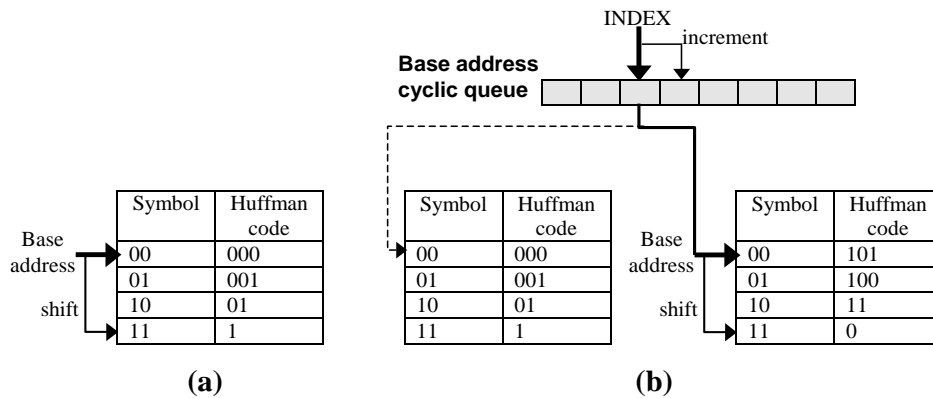 INDEX
increment
Base address
cyclic queue
Symbol Huffman code
00 000
01 001
10 01
11 1
Base address
shift
(a)
Symbol Huffman code
00 000
01 001
10 01
11 1
Base address
shift
Symbol Huffman code
00 101
01 100
10 11
11 0
(b)